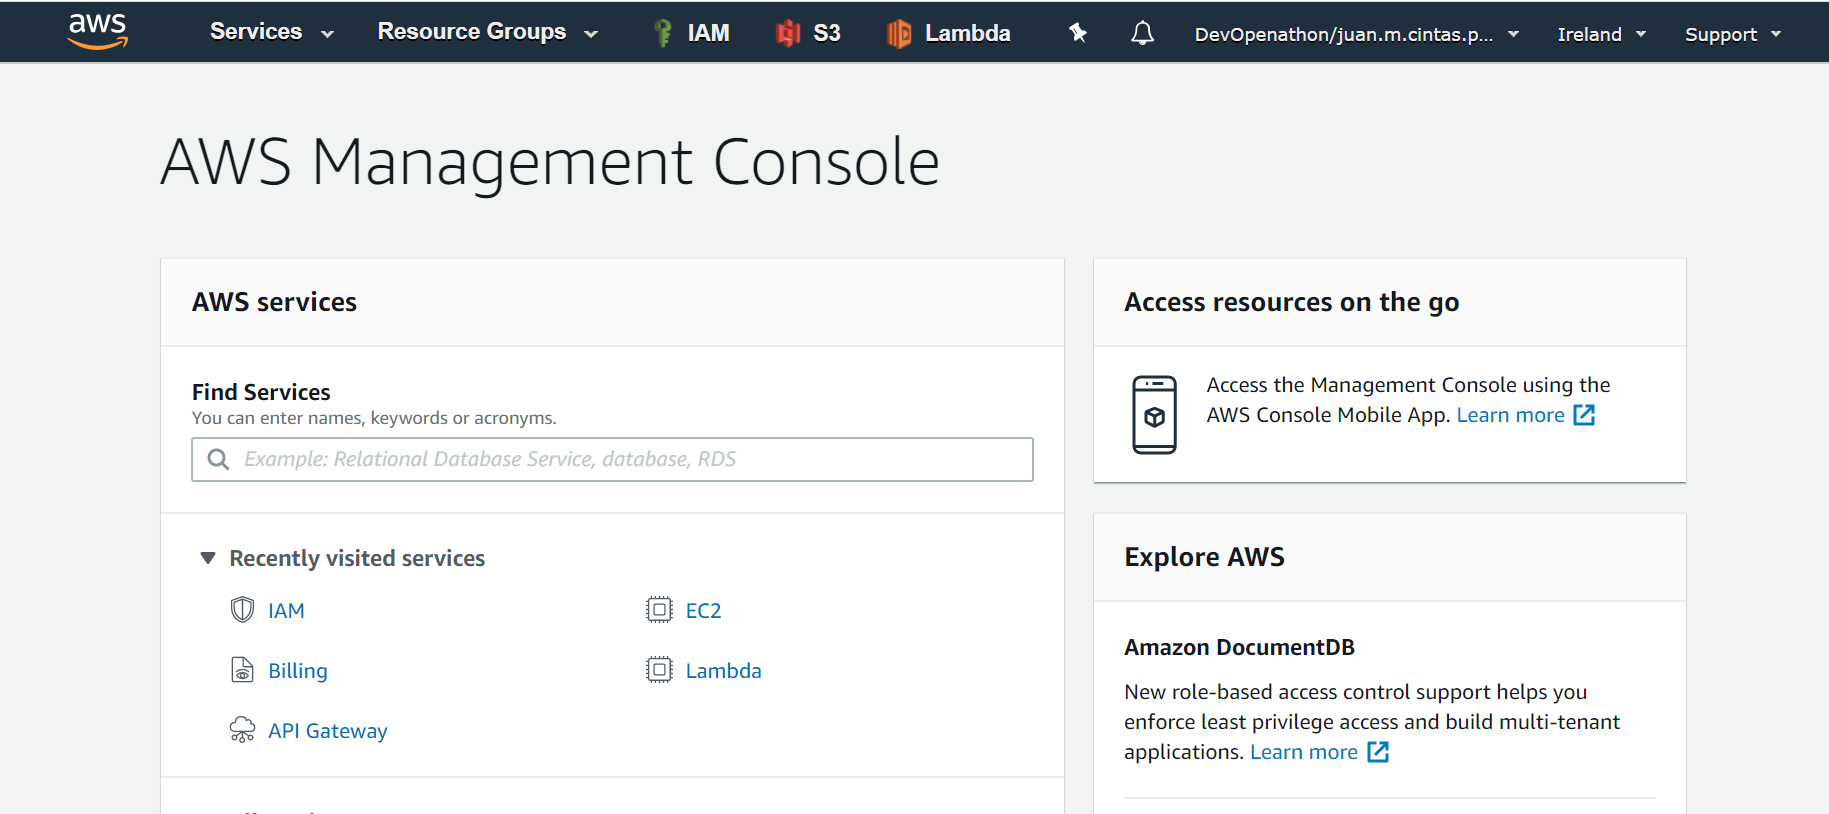 aws Services Resource Groups IAM S3 Lambda DevOpenathon/juan.m.cintas.p... Ireland Support
AWS Management Console
AWS services
Find Services
You can enter names, keywords or acronyms.
Example: Relational Database Service, database, RDS
Recently visited services
IAM
EC2
Billing
Lambda
API Gateway
Access resources on the go
Access the Management Console using the
AWS Console Mobile App. Learn more
Explore AWS
Amazon DocumentDB
New role-based access control support helps you
enforce least privilege access and build multi-tenant
applications. Learn more